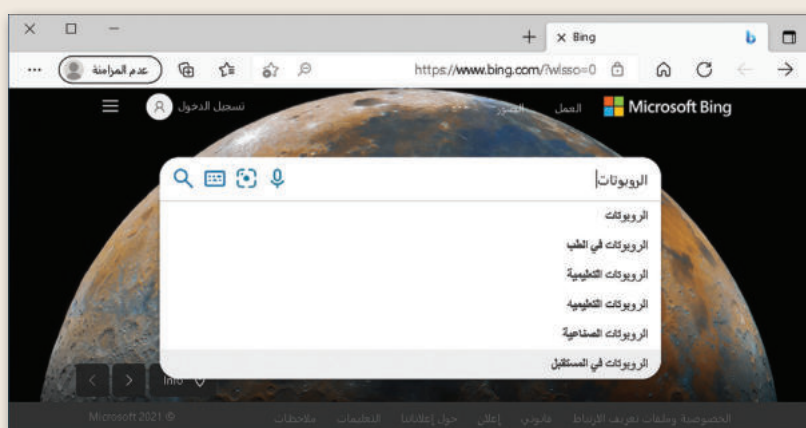 Bing
https://www.bing.com/?wlsso=0
عدم المزامنة
Microsoft Bing
العمل
الصور
تسجيل الدخول
الروبوتات
الروبوتات
الروبوتات في الطب
الروبوتات التعليمية
الروبوتات التعليميه
الروبوتات الصناعية
الروبوتات في المستقبل
Info
الخصوصية وملفات تعريف الارتباط
قانوني
إعلان
حول إعلاناتنا
التعليمات
ملاحظات
© Microsoft 2021